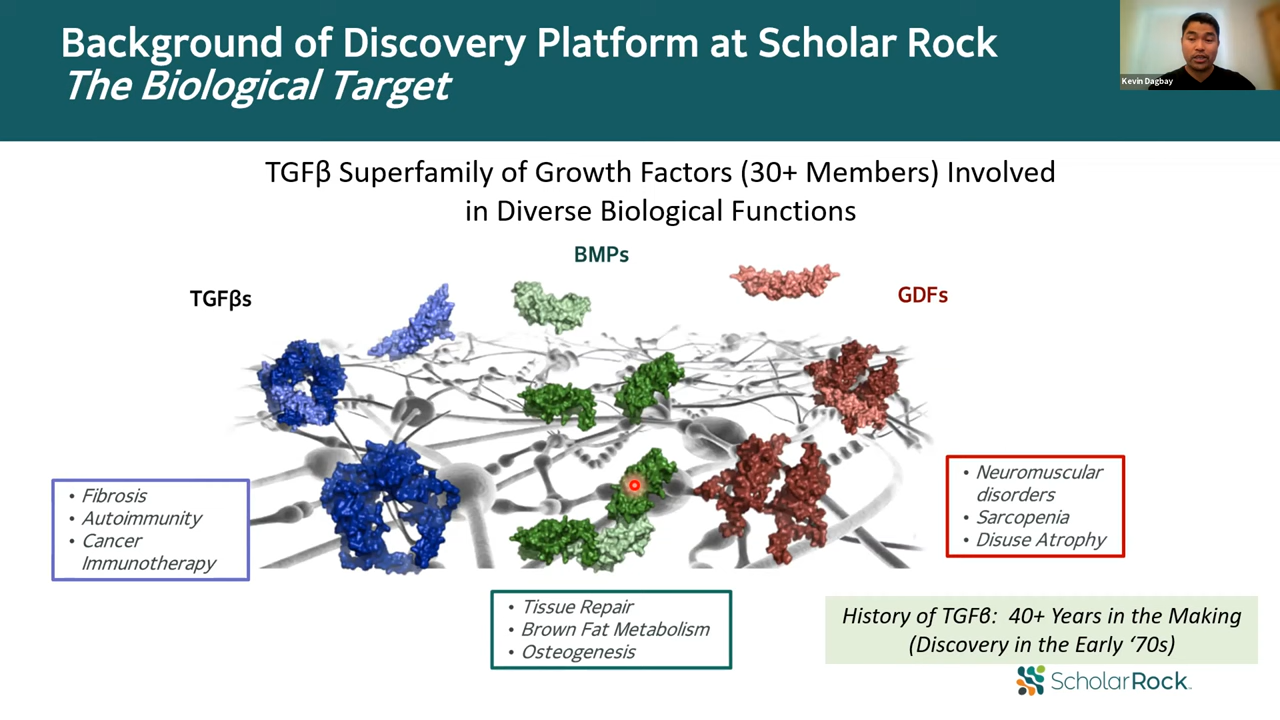 Background of Discovery Platform at Scholar Rock
The Biological Target
Kevin Dagbay
TGFβ Superfamily of Growth Factors (30+ Members) Involved
in Diverse Biological Functions
BMPs
TGFβs
GDFs
• Fibrosis
• Autoimmunity
• Cancer
Immunotherapy
• Neuromuscular
disorders
• Sarcopenia
• Disuse Atrophy
• Tissue Repair
• Brown Fat Metabolism
• Osteogenesis
History of TGFβ: 40+ Years in the Making
(Discovery in the Early ‘70s)
ScholarRock